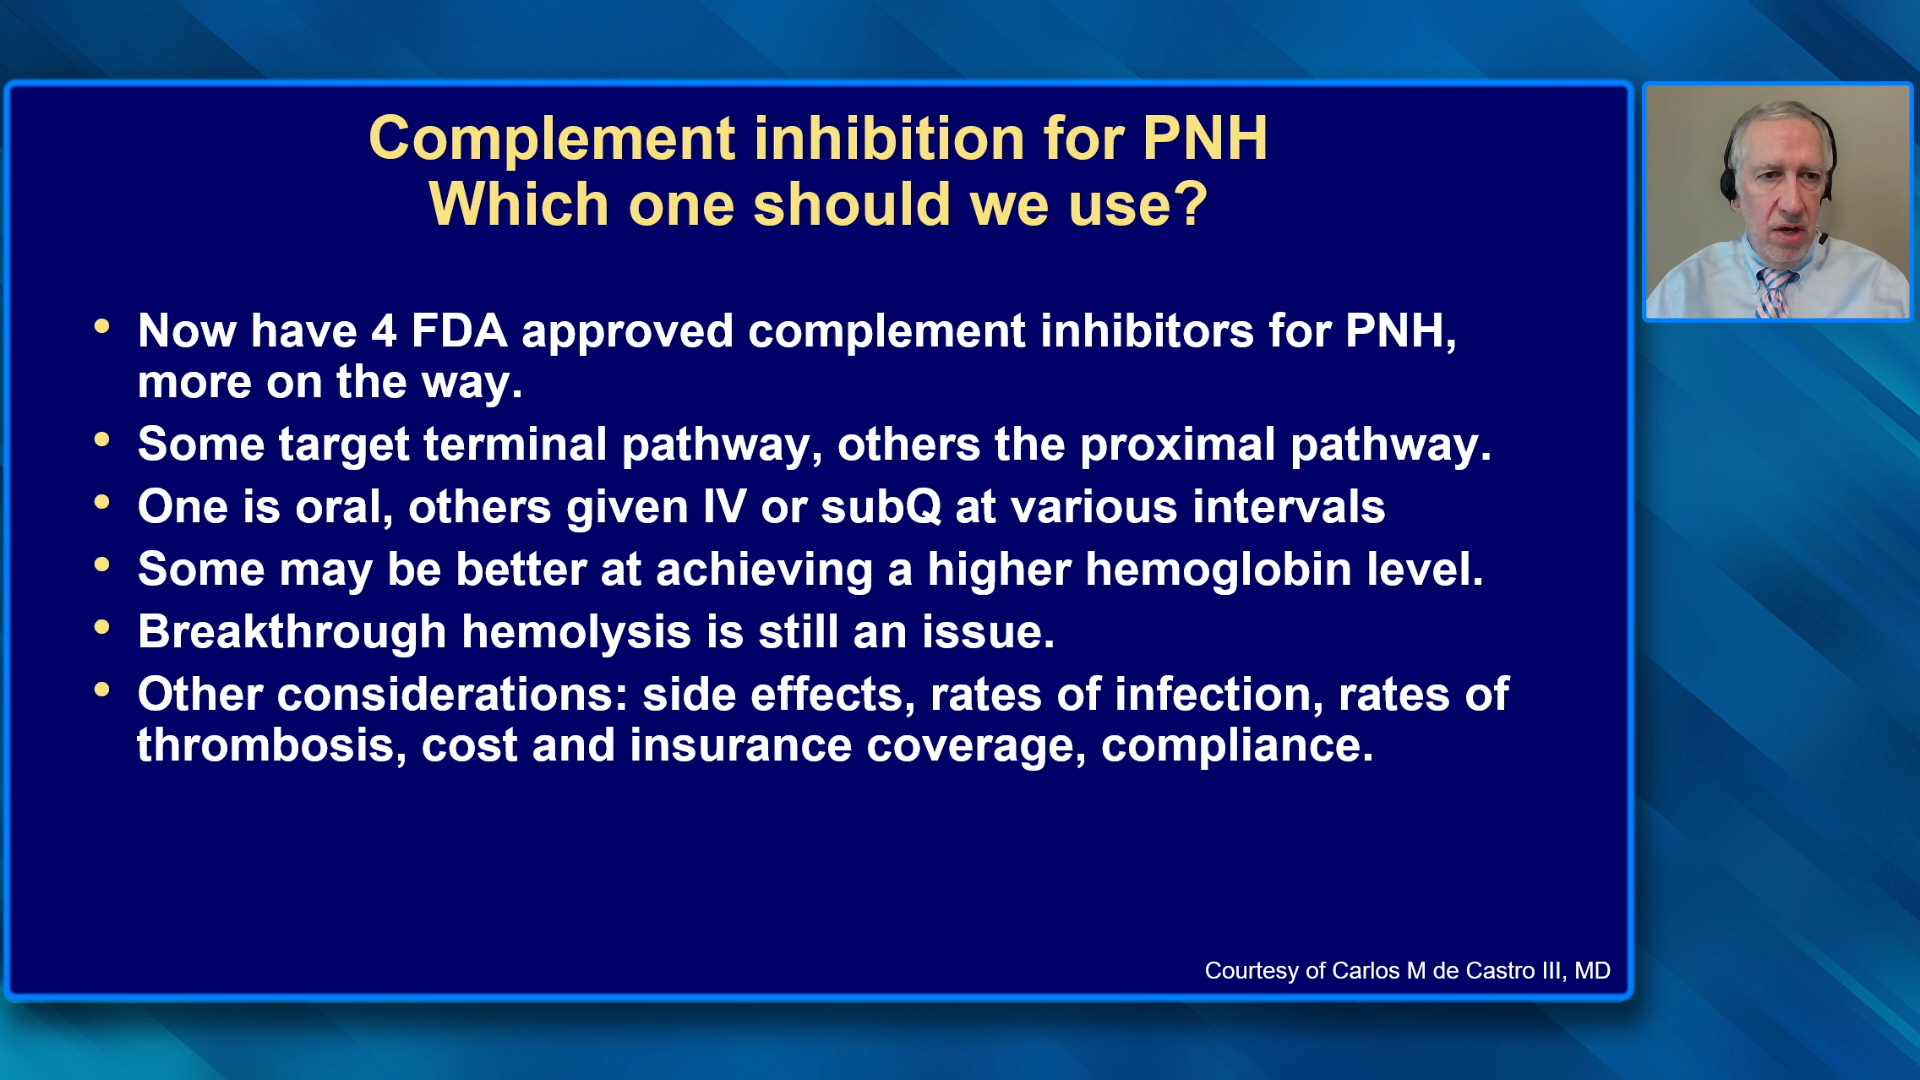 Complement inhibition for PNH
Which one should we use?
• Now have 4 FDA approved complement inhibitors for PNH,
more on the way.
• Some target terminal pathway, others the proximal pathway.
• One is oral, others given IV or subQ at various intervals
• Some may be better at achieving a higher hemoglobin level.
• Breakthrough hemolysis is still an issue.
• Other considerations: side effects, rates of infection, rates of
thrombosis, cost and insurance coverage, compliance.
Courtesy of Carlos M de Castro III, MD